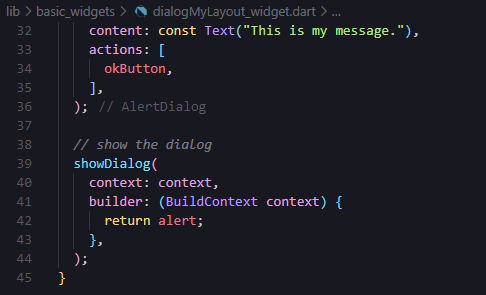 lib > basic_widgets > dialogMyLayout_widget.dart > ...
32 content: const Text("This is my message."),
33 actions: [
34 okButton,
35 ],
36 ); // AlertDialog
37
38 // show the dialog
39 showDialog(
40 context: context,
41 builder: (BuildContext context) {
42 return alert;
43 },
44 );
45 }